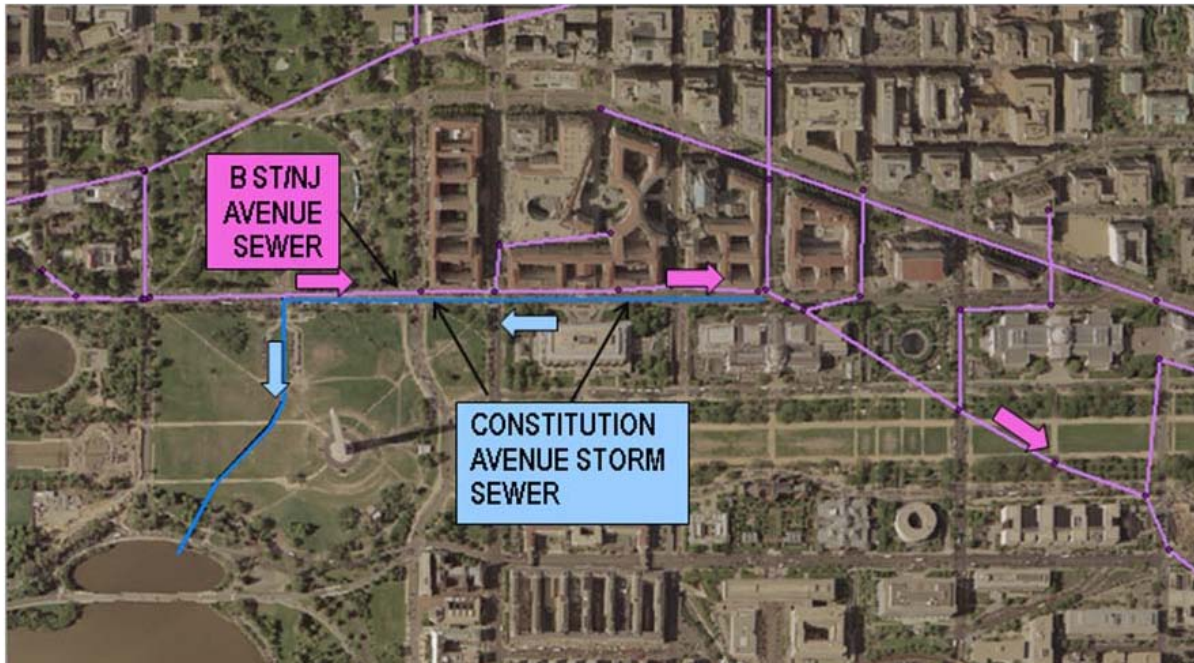 B ST/NJ
AVENUE
SEWER
CONSTITUTION
AVENUE STORM
SEWER